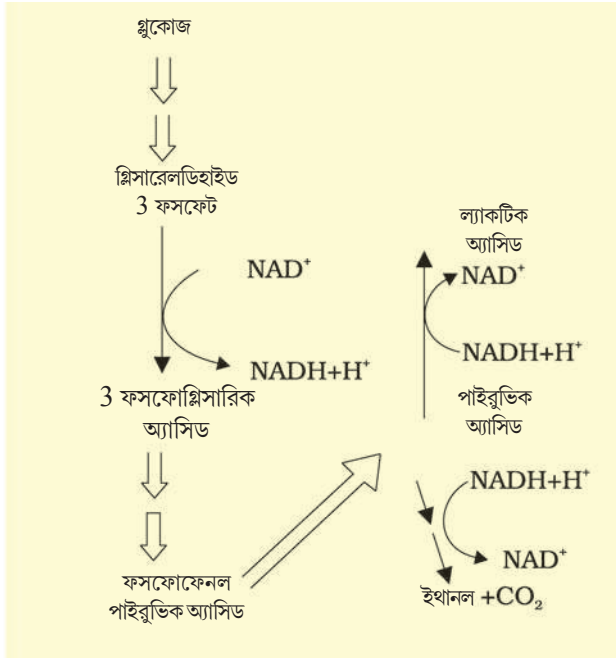 গ্লুকোজ
গ্লিসারেলডিহাইড
3 ফসফেট
NAD⁺
NADH+H⁺
3 ফসফোগ্লিসারিক
অ্যাসিড
ফসফোফেনল
পাইরুভিক অ্যাসিড
ল্যাকটিক
অ্যাসিড
NAD⁺
NADH+H⁺
পাইরুভিক
অ্যাসিড
NADH+H⁺
NAD⁺
ইথানল +CO₂